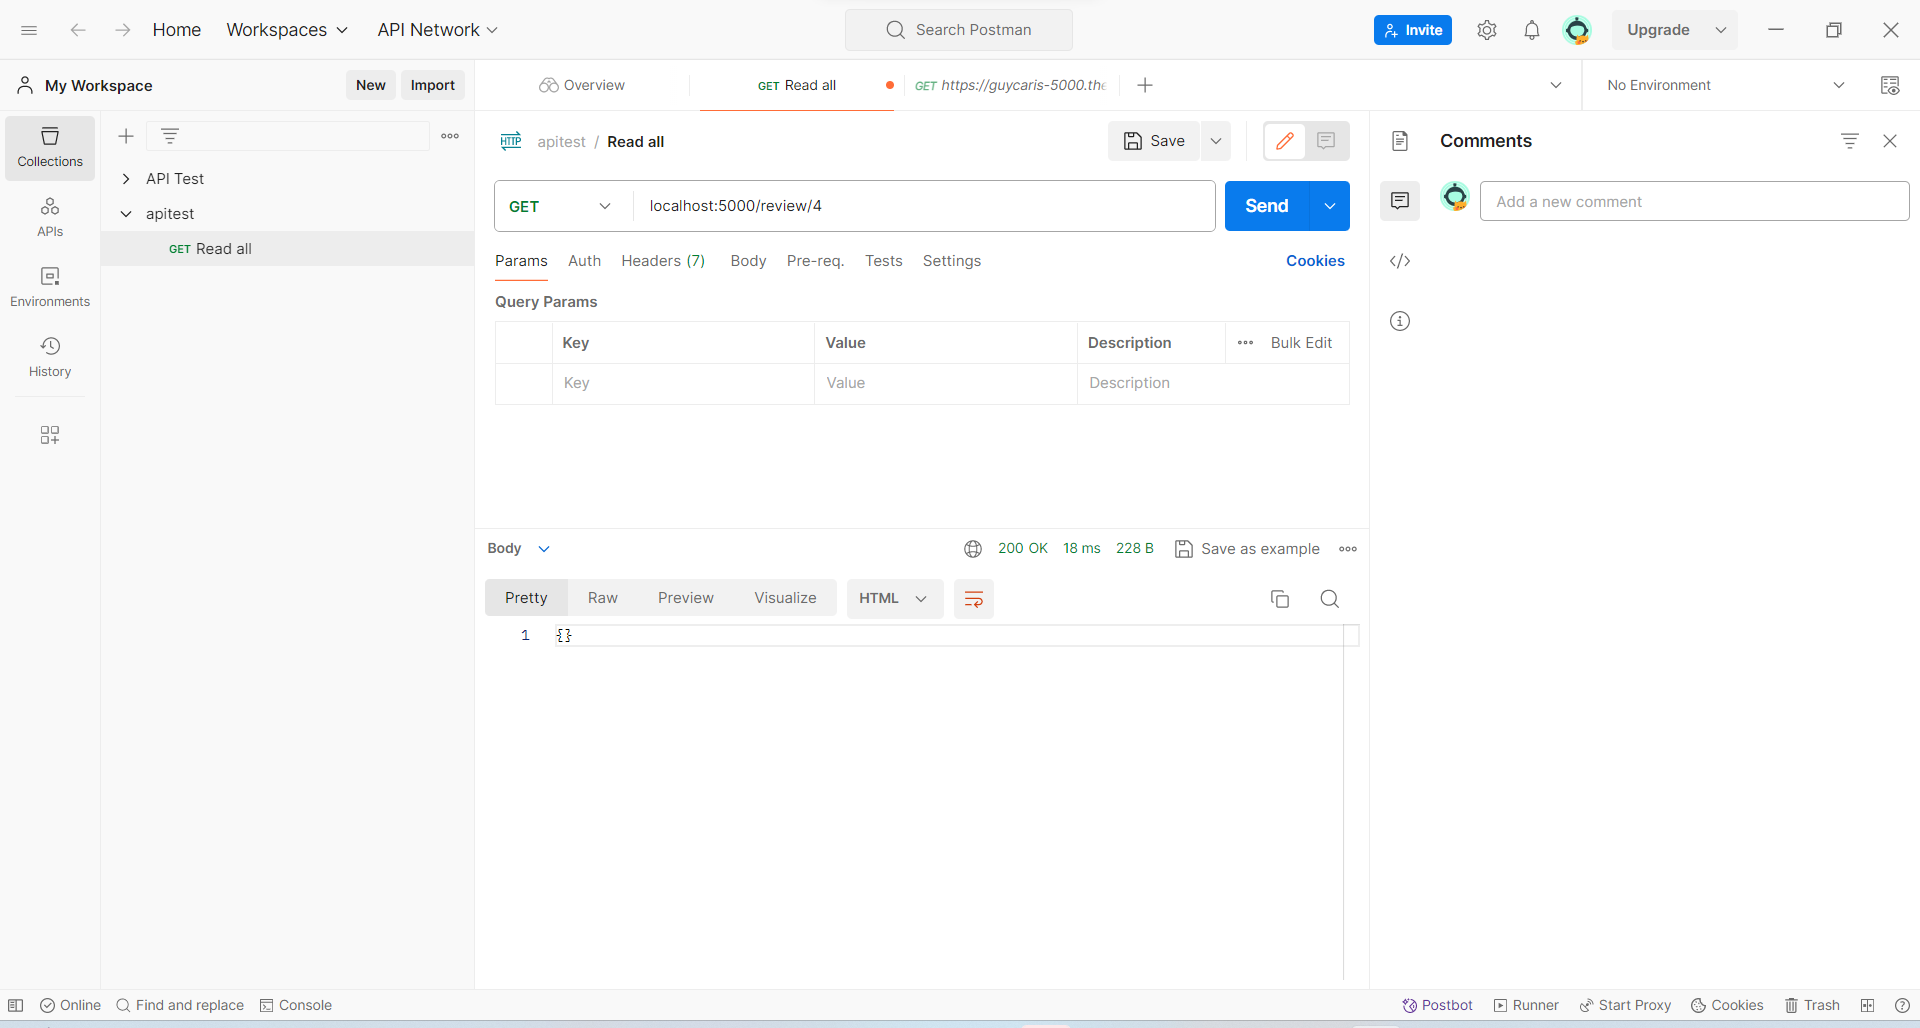 Home Workspaces API Network Search Postman Invite Upgrade
My Workspace New Import Overview GET Read all GET https://guycaris-5000.the No Environment
Collections
APIs
Environments
History
API Test
apitest
GET Read all
HTTP apitest / Read all Save
GET localhost:5000/review/4 Send
Params Auth Headers (7) Body Pre-req. Tests Settings Cookies
Query Params
Key Value Description Bulk Edit
Key Value Description
Body 200 OK 18 ms 228 B Save as example
Pretty Raw Preview Visualize HTML
1 {}
Comments
Add a new comment
Online Find and replace Console Postbot Runner Start Proxy Cookies Trash